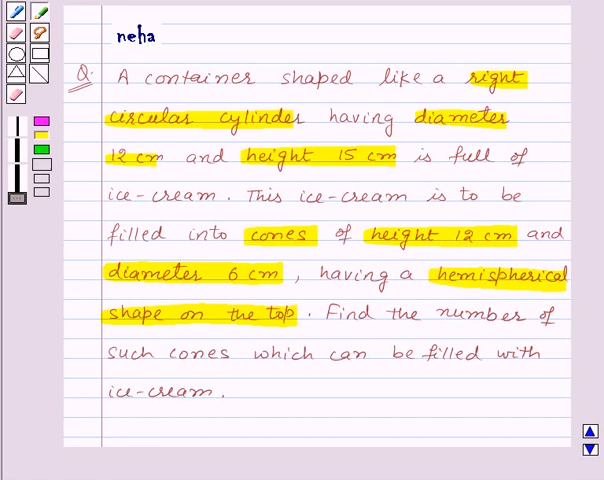 neha
Q. A container shaped like a right
circular cylinder having diameter
12 cm and height 15 cm is full of
ice-cream. This ice-cream is to be
filled into cones of height 12 cm and
diameter 6 cm, having a hemispherical
shape on the top. Find the number of
such cones which can be filled with
ice-cream.